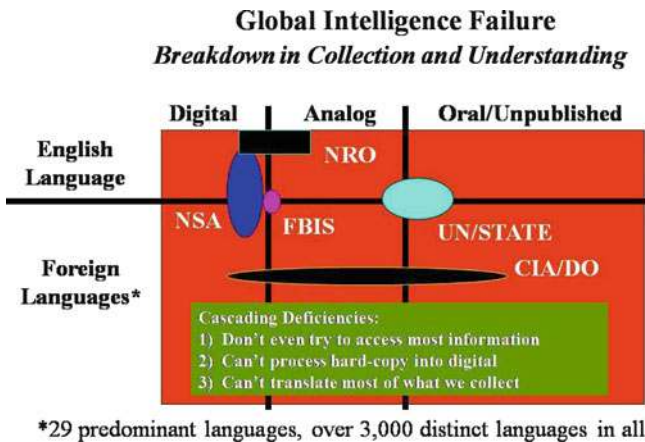 Global Intelligence Failure
Breakdown in Collection and Understanding
Digital Analog Oral/Unpublished
English
Language
NRO
NSA
FBIS
UN/STATE
Foreign
Languages*
CIA/DO
Cascading Deficiencies:
1) Don't even try to access most information
2) Can't process hard-copy into digital
3) Can't translate most of what we collect
*29 predominant languages, over 3,000 distinct languages in all